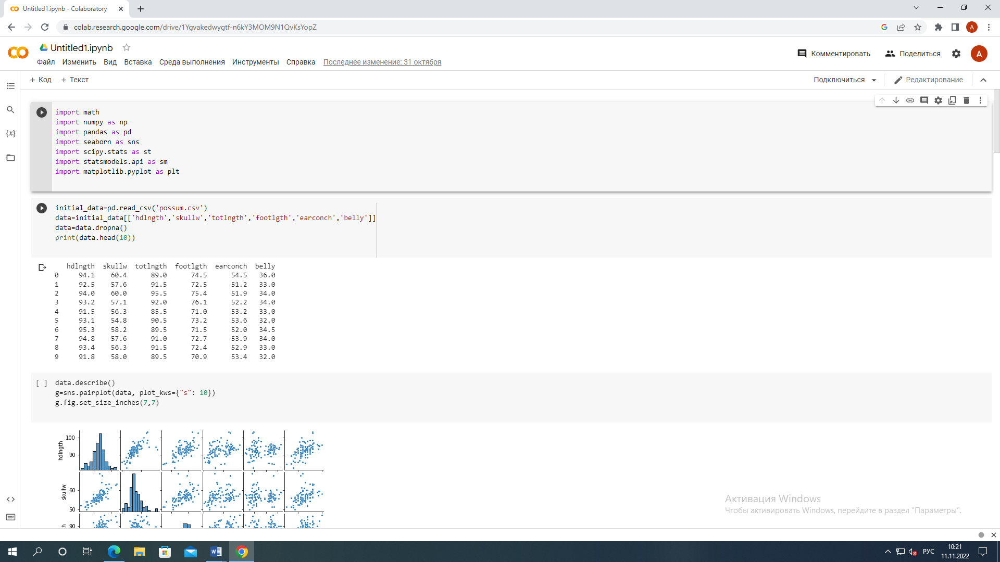 Untitled1.ipynb - Colaboratory
colab.research.google.com/drive/1Ygvakedwygtf-n6kY3MOM9N1QvKsYopZ
A
Untitled1.ipynb
Комментировать Поделиться A
Файл Изменить Вид Вставка Среда выполнения Инструменты Справка Последнее изменение: 31 октября
+ Код + Текст Подключиться Редактирование
import math
import numpy as np
import pandas as pd
{x}
import seaborn as sns
import scipy.stats as st
import statsmodels.api as sm
import matplotlib.pyplot as plt
initial_data=pd.read_csv('possum.csv')
data=initial_data[['hdlngth','skullw','totlngth','footlgth','earconch','belly']]
data=data.dropna()
print(data.head(10))
hdlngth skullw totlngth footlgth earconch belly
0 94.1 60.4 89.0 74.5 54.5 36.0
1 92.5 57.6 91.5 72.5 51.2 33.0
2 94.0 60.0 95.5 75.4 51.9 34.0
3 93.2 57.1 92.0 76.1 52.2 34.0
4 91.5 56.3 85.5 71.0 53.2 33.0
5 93.1 54.8 90.5 73.2 53.6 32.0
6 95.3 58.2 89.5 71.5 52.0 34.5
7 94.8 57.6 91.0 72.7 53.9 34.0
8 93.4 56.3 91.5 72.4 52.9 33.0
9 91.8 58.0 89.5 70.9 53.4 32.0
[ ] data.describe()
g=sns.pairplot(data, plot_kws={"s": 10})
g.fig.set_size_inches(7,7)
100
hdlngth
90
skullw
60
50
90
Активация Windows
Чтобы активировать Windows, перейдите в раздел "Параметры".
РУС
10:21
11.11.2022